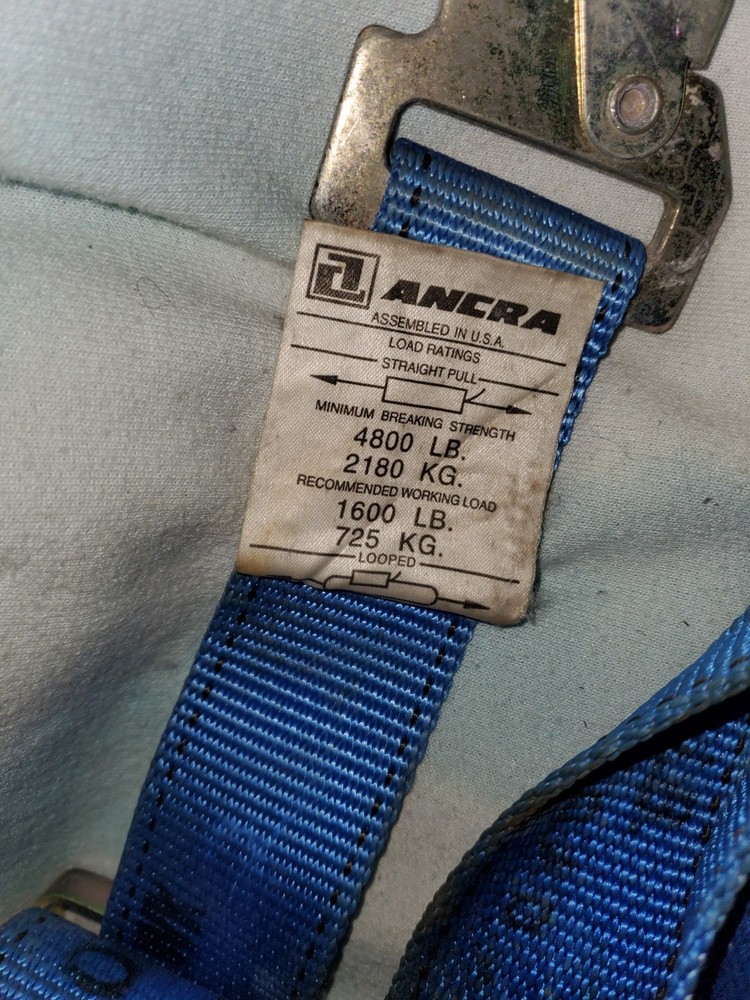 ANCRA
ASSEMBLED IN U.S.A.
LOAD RATINGS
STRAIGHT PULL
MINIMUM BREAKING STRENGTH
4800 LB.
2180 KG.
RECOMMENDED WORKING LOAD
1600 LB.
725 KG.
LOOPED